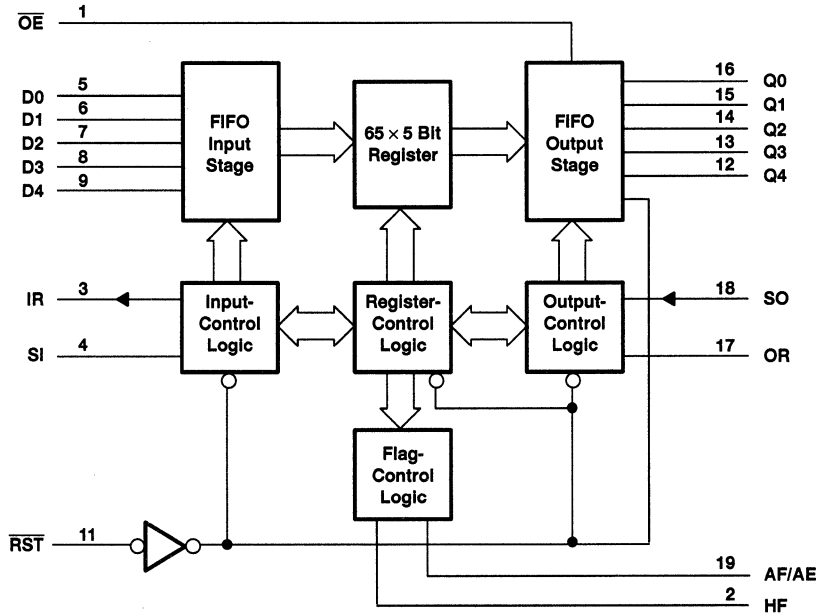 OE 1
D0 5
D1 6
D2 7
D3 8
D4 9
FIFO
Input
Stage
65 × 5 Bit
Register
FIFO
Output
Stage
16 Q0
15 Q1
14 Q2
13 Q3
12 Q4
IR 3
SI 4
Input-
Control
Logic
Register-
Control
Logic
Output-
Control
Logic
18 SO
17 OR
Flag-
Control
Logic
RST 11
19 AF/AE
2 HF